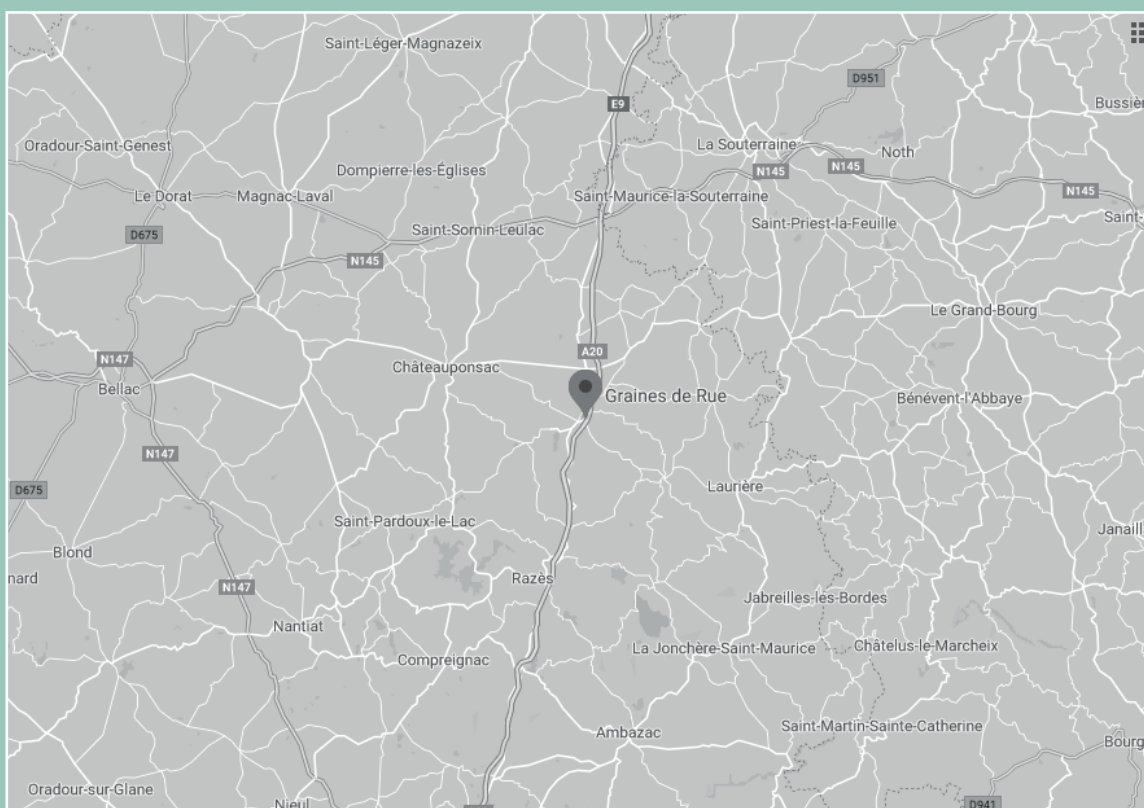 Saint-Léger-Magnazeix
D951
E9
Bussièr
Oradour-Saint-Genest
La Souterraine
Noth
Dompierre-les-Églises
N145
N145
N145
Le Dorat
Magnac-Laval
Saint-Maurice-la-Souterraine
Saint-Priest-la-Feuille
Saint-
D675
Saint-Sornin-Leulac
N145
Le Grand-Bourg
N147
A20
Châteauponsac
Bellac
Graines de Rue
Bénévent-l'Abbaye
N147
D675
Laurière
Saint-Pardoux-le-Lac
Janaill
Blond
nard
Razès
N147
Jabreilles-les-Bordes
Nantiat
La Jonchère-Saint-Maurice
Châtelus-le-Marcheix
Compreignac
Saint-Martin-Sainte-Catherine
Ambazac
Bourg
Oradour-sur-Glane
Nieul
D941